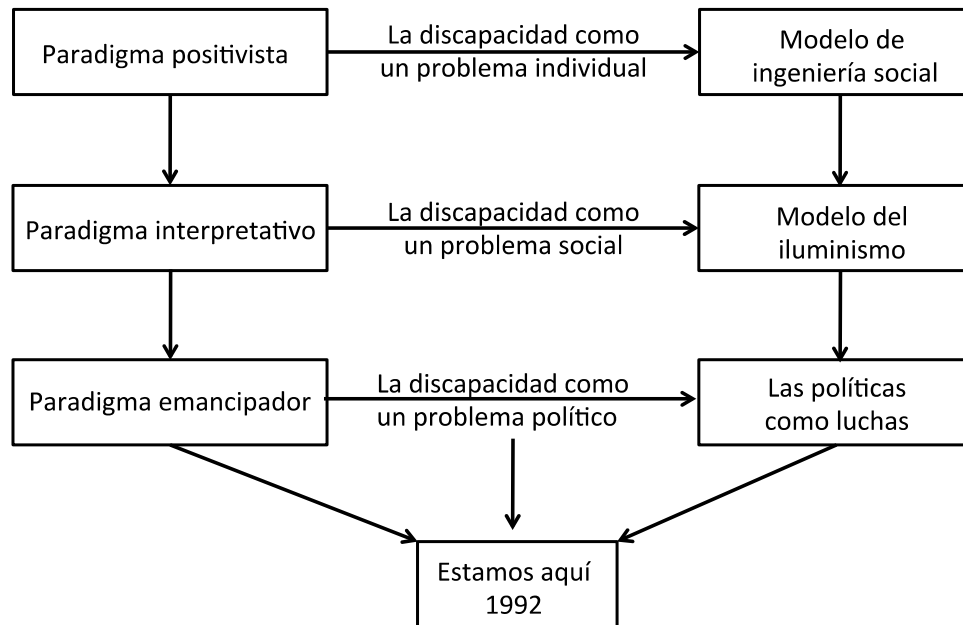 Paradigma positivista
La discapacidad como
un problema individual
Modelo de
ingeniería social
Paradigma interpretativo
La discapacidad como
un problema social
Modelo del
iluminismo
Paradigma emancipador
La discapacidad como
un problema político
Las políticas
como luchas
Estamos aquí
1992